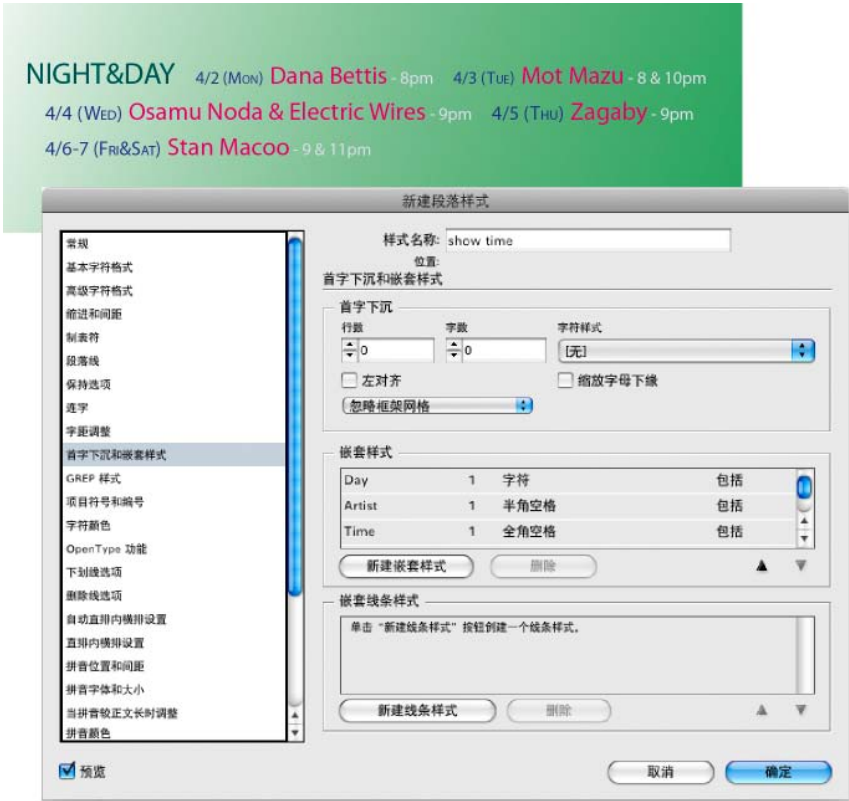 NIGHT&DAY 4/2 (MON) Dana Bettis - 8pm 4/3 (TUE) Mot Mazu - 8 & 10pm
4/4 (WED) Osamu Noda & Electric Wires - 9pm 4/5 (THU) Zagaby - 9pm
4/6-7 (FRI&SAT) Stan Macoo - 9 & 11pm
新建段落样式
常规
基本字符格式
高级字符格式
缩进和间距
制表符
段落线
保持选项
连字
字距调整
首字下沉和嵌套样式
GREP 样式
项目符号和编号
字符颜色
OpenType 功能
下划线选项
删除线选项
自动直排内横排设置
直排内横排设置
拼音位置和间距
拼音字体和大小
当拼音较正文长时调整
拼音颜色
样式名称: show time
位置:
首字下沉和嵌套样式
首字下沉
行数 字数 字符样式
0 0 [无]
左对齐 缩放字母下缘
忽略框架网格
嵌套样式
Day 1 字符 包括
Artist 1 半角空格 包括
Time 1 全角空格 包括
新建嵌套样式 删除
嵌套线条样式
单击“新建线条样式”按钮创建一个线条样式。
新建线条样式 删除
预览 取消 确定